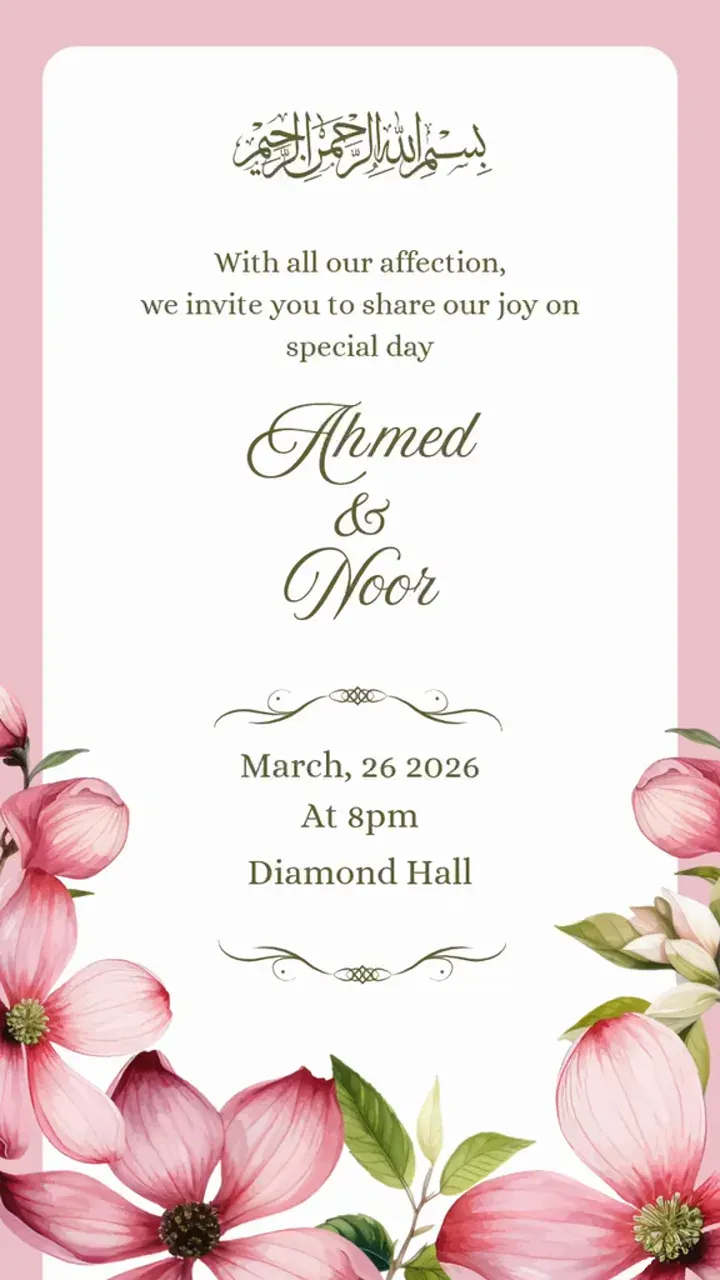 بسم الله الرحمن الرحيم
With all our affection,
we invite you to share our joy on
special day
Ahmed
&
Noor
March, 26 2026
At 8pm
Diamond Hall